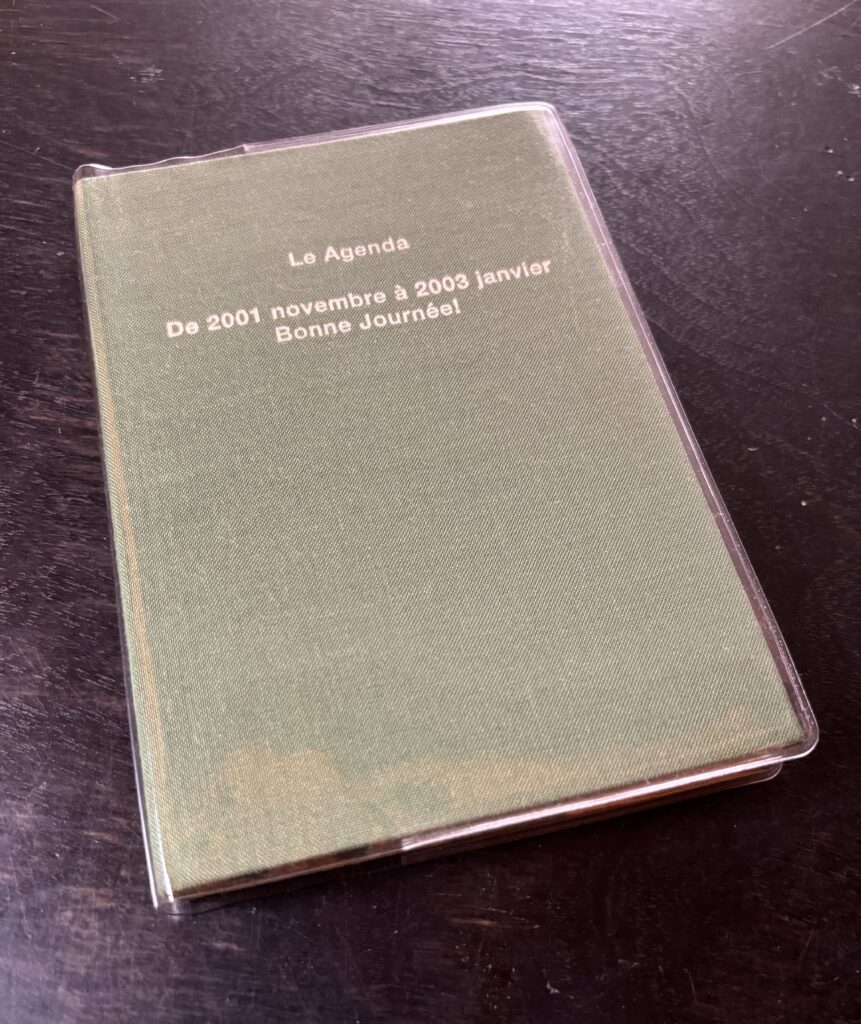 Le Agenda
De 2001 novembre à 2003 janvier
Bonne Journée!